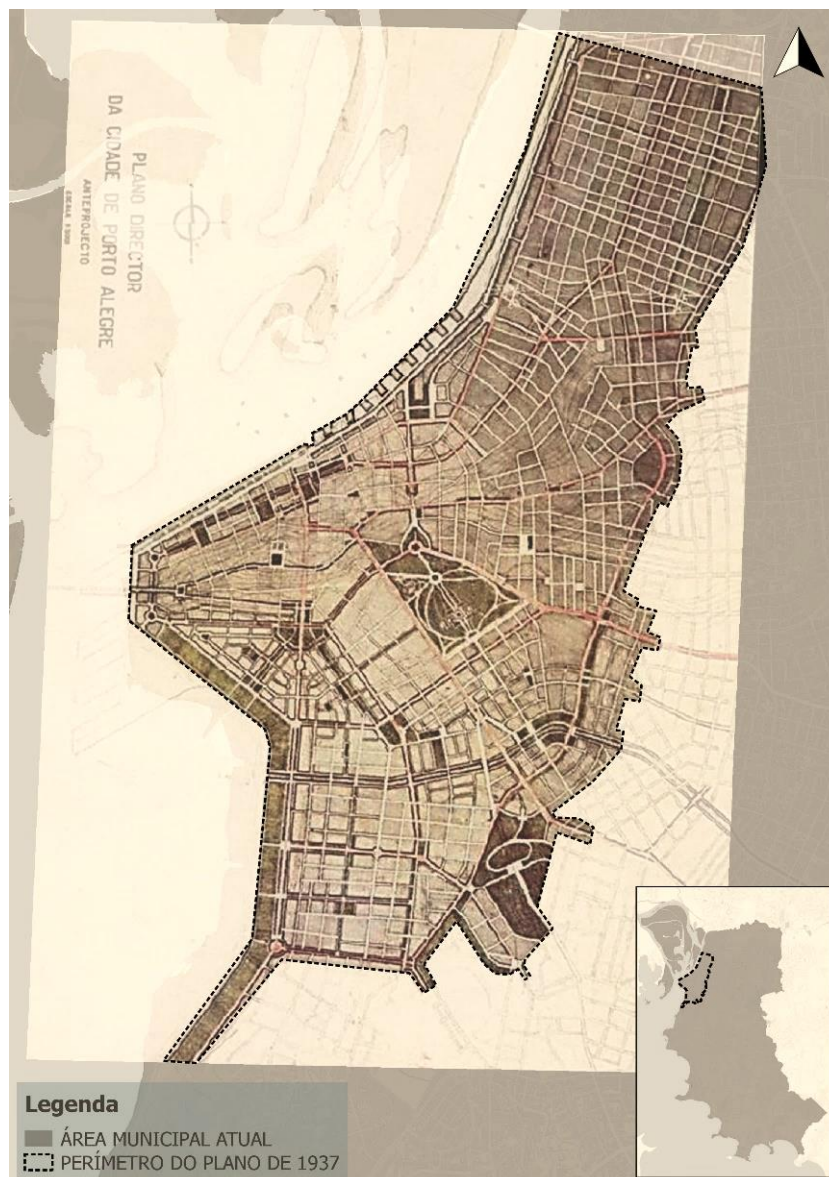 PLANO DIRECTOR
DA CIDADE DE PORTO ALEGRE
ANTEPROJECTO
Legenda
ÁREA MUNICIPAL ATUAL
PERÍMETRO DO PLANO DE 1937